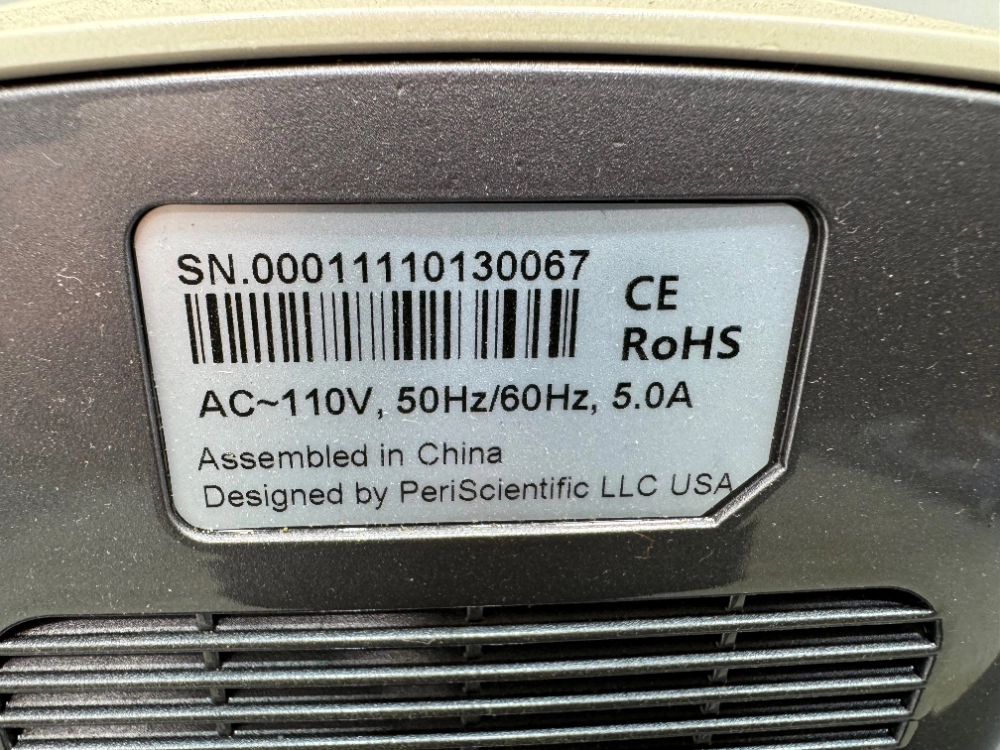 SN.00011110130067
CE
RoHS
AC~110V, 50Hz/60Hz, 5.0A
Assembled in China
Designed by PeriScientific LLC USA